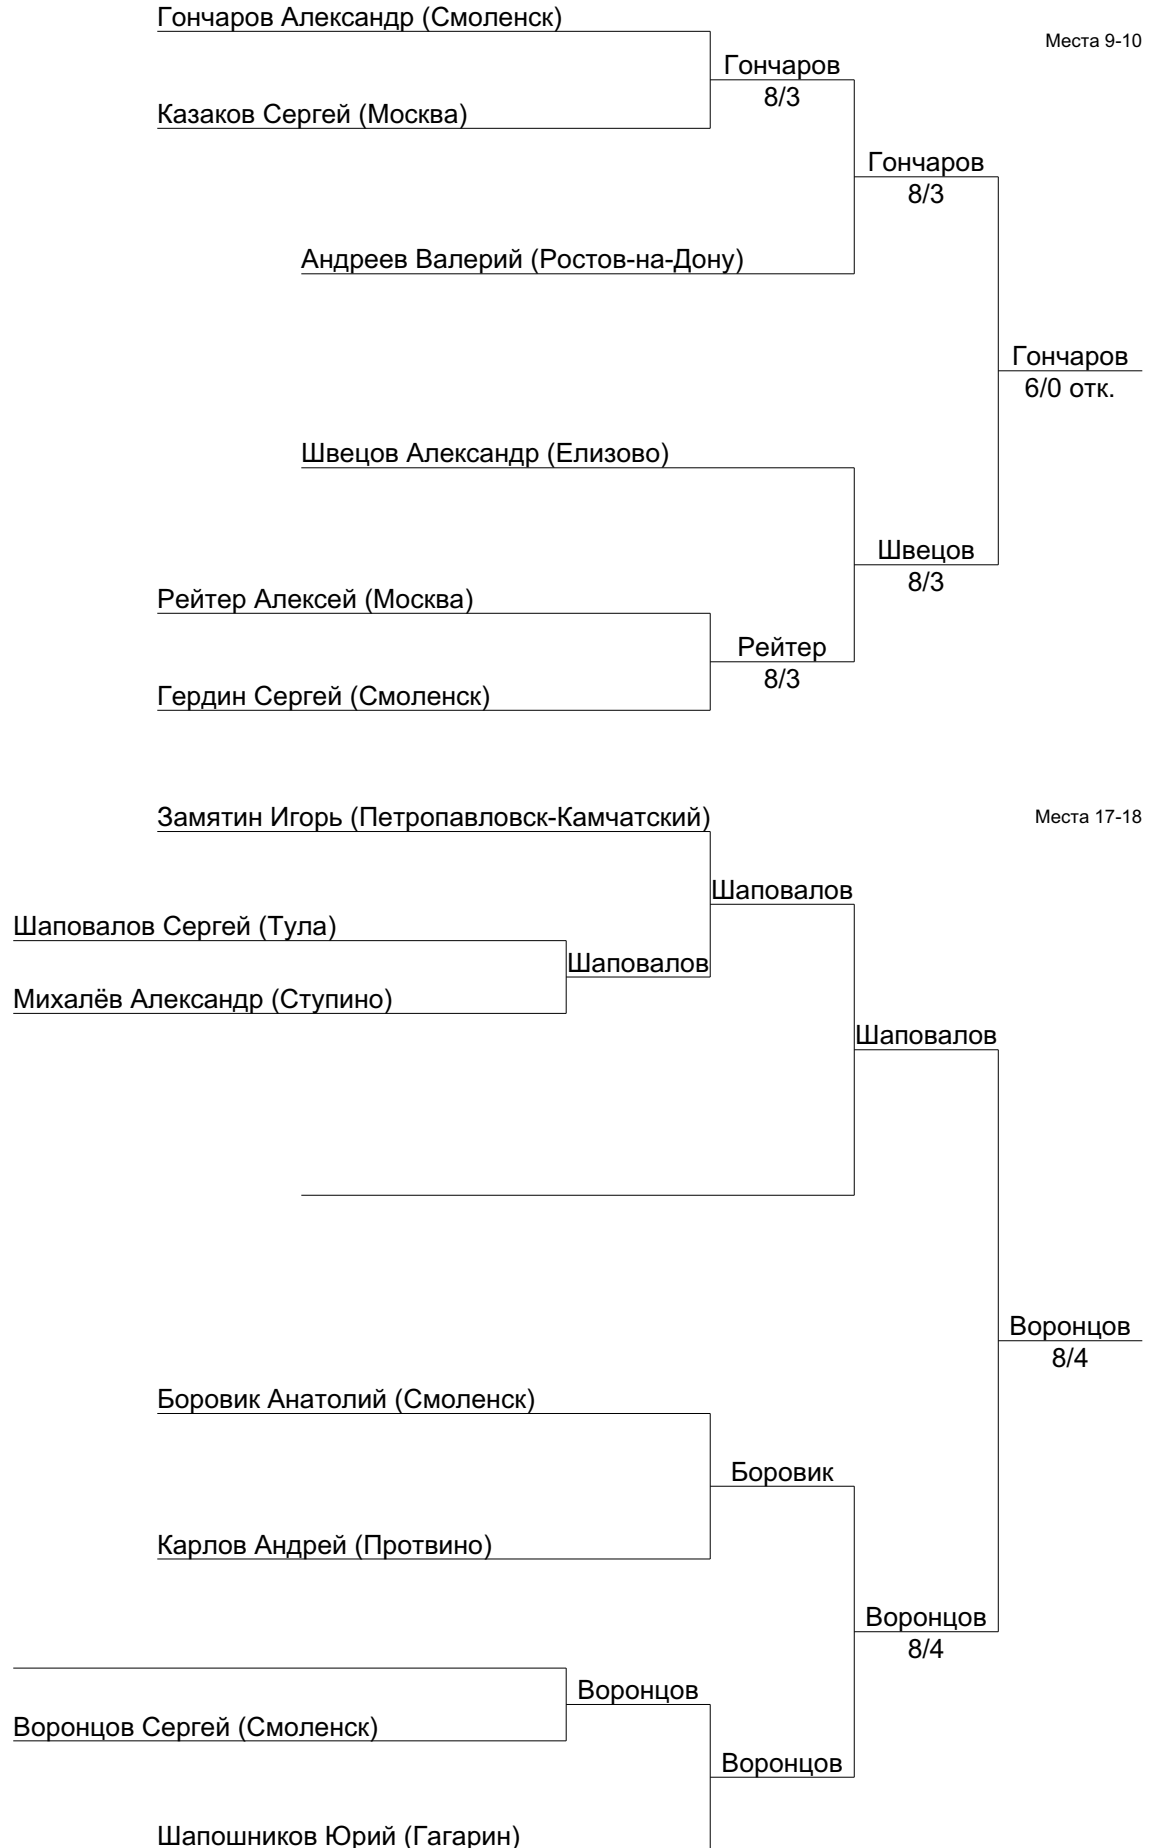 Гончаров Александр (Смоленск)
Места 9-10
Гончаров
8/3
Казаков Сергей (Москва)
Гончаров
8/3
Андреев Валерий (Ростов-на-Дону)
Гончаров
6/0 отк.
Швецов Александр (Елизово)
Швецов
8/3
Рейтер Алексей (Москва)
Рейтер
8/3
Гердин Сергей (Смоленск)
Замятин Игорь (Петропавловск-Камчатский)
Места 17-18
Шаповалов
Шаповалов Сергей (Тула)
Шаповалов
Михалёв Александр (Ступино)
Шаповалов
Воронцов
8/4
Боровик Анатолий (Смоленск)
Боровик
Карлов Андрей (Протвино)
Воронцов
8/4
Воронцов
Воронцов Сергей (Смоленск)
Воронцов
Шапошников Юрий (Гагарин)